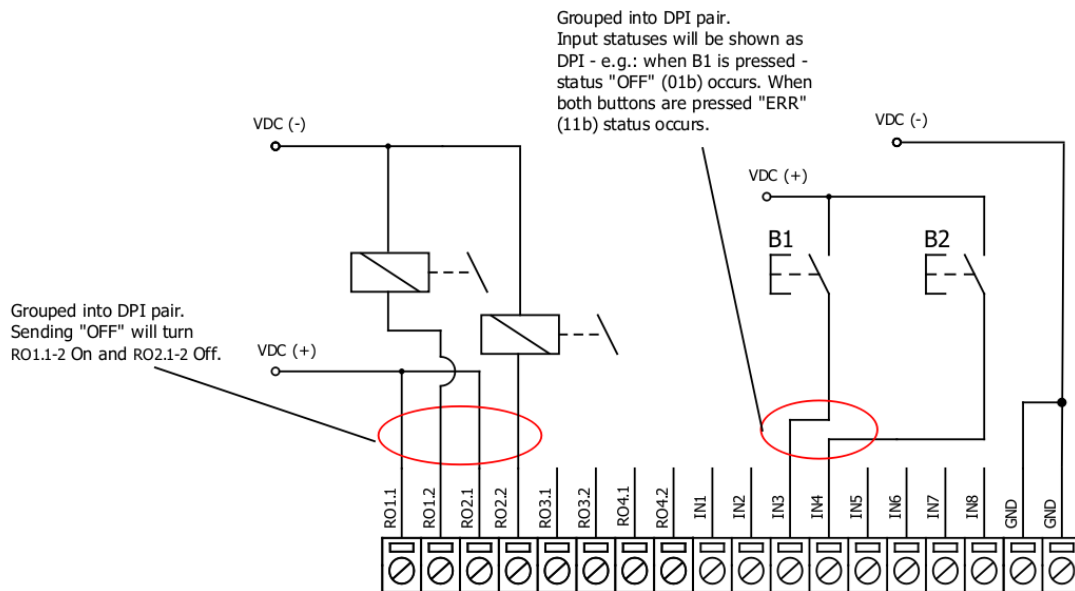 Grouped into DPI pair.
Input statuses will be shown as
DPI - e.g.: when B1 is pressed -
status "OFF" (01b) occurs. When
both buttons are pressed "ERR"
(11b) status occurs.
VDC (-)
VDC (-)
VDC (+)
B1
B2
Grouped into DPI pair.
Sending "OFF" will turn
RO1.1-2 On and RO2.1-2 Off.
VDC (+)
RO1.1
RO1.2
RO2.1
RO2.2
RO3.1
RO3.2
RO4.1
RO4.2
IN1
IN2
IN3
IN4
IN5
IN6
IN7
IN8
GND
GND